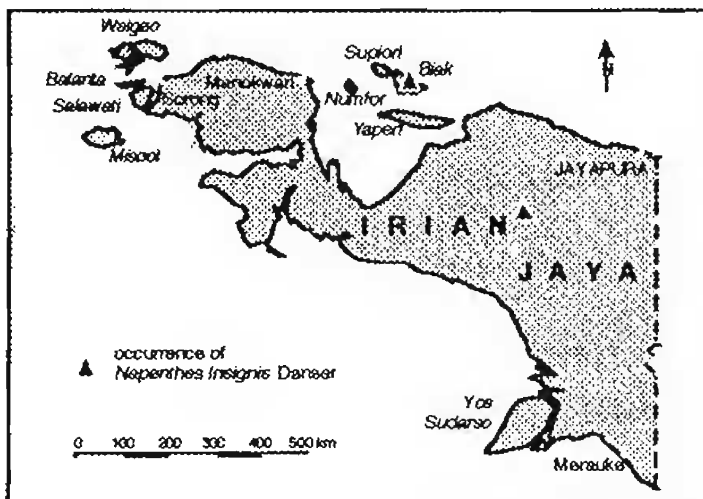 Waigeo
Supiori
Biak
N
Batanta
Manokwari
Numfor
Salawati
Sorong
Yapen
Misool
JAYAPURA
IRIAN
JAYA
occurrence of
Nepenthes insignis Danser
Yos
Sudarso
0 100 200 300 400 500 km
Merauke